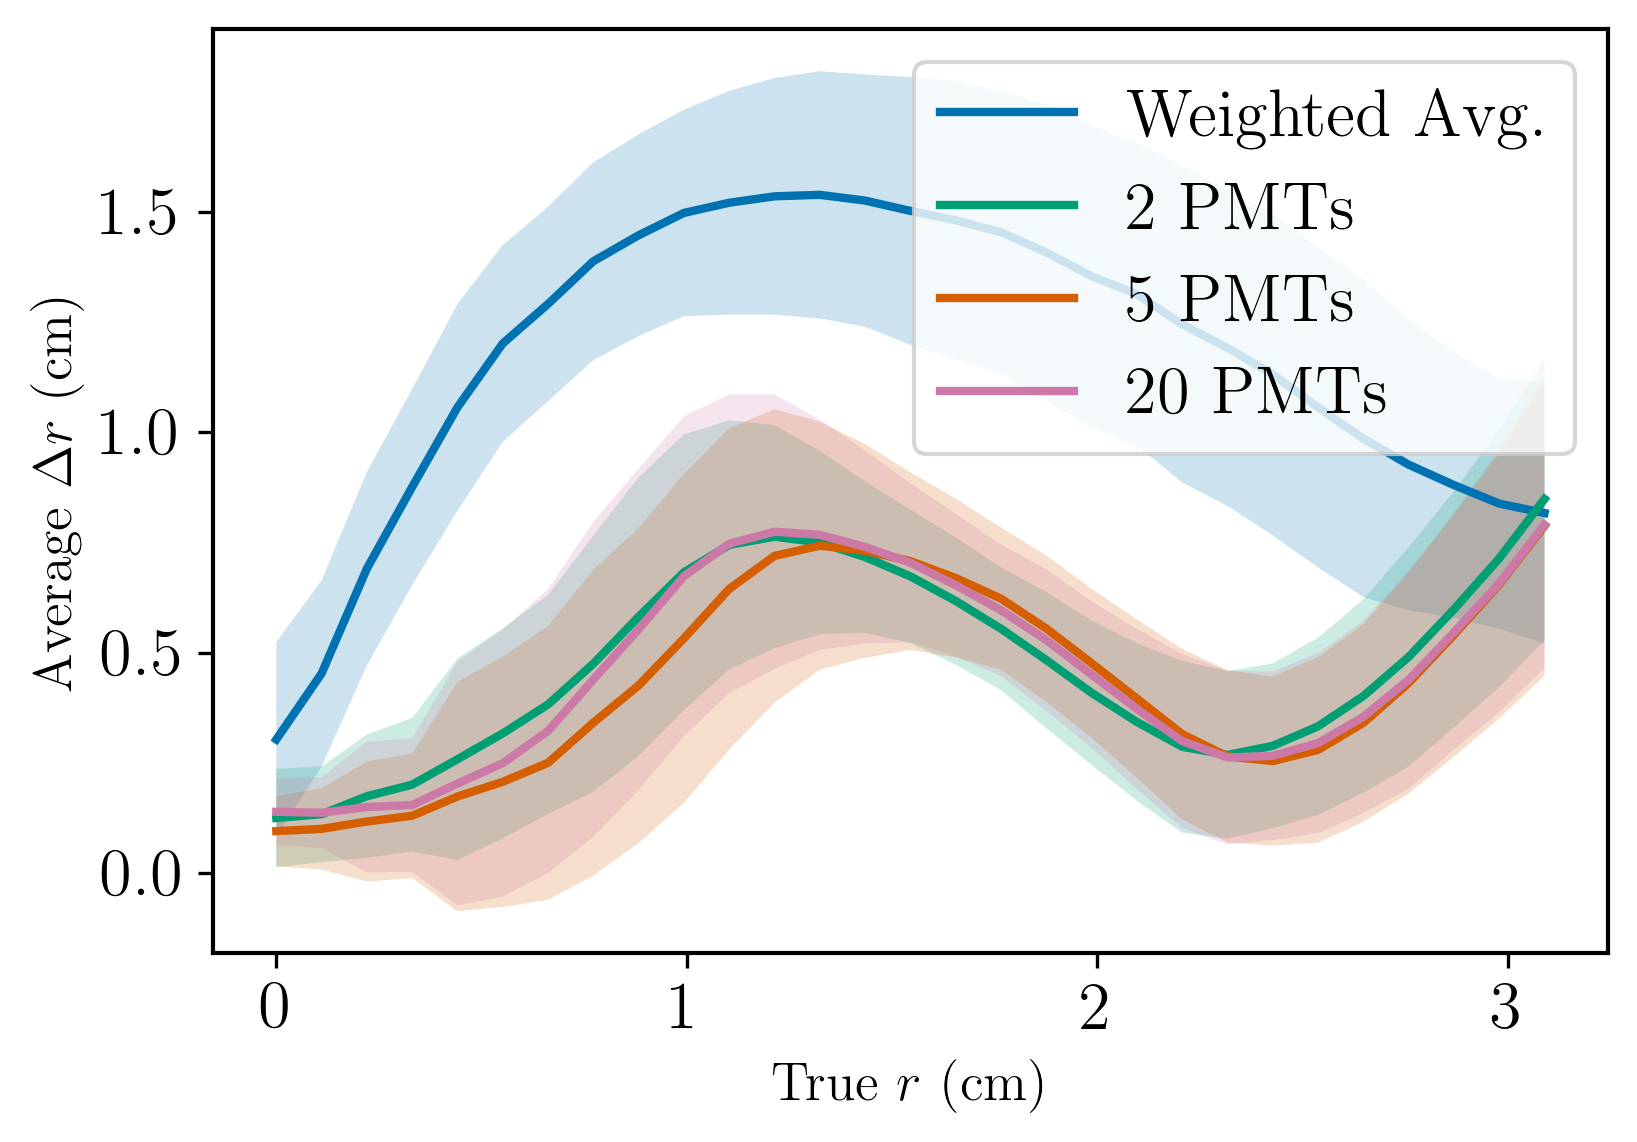 Weighted Avg.
2 PMTs
5 PMTs
20 PMTs
1.5
1.0
0.5
0.0
Average Δr (cm)
0 1 2 3
True r (cm)